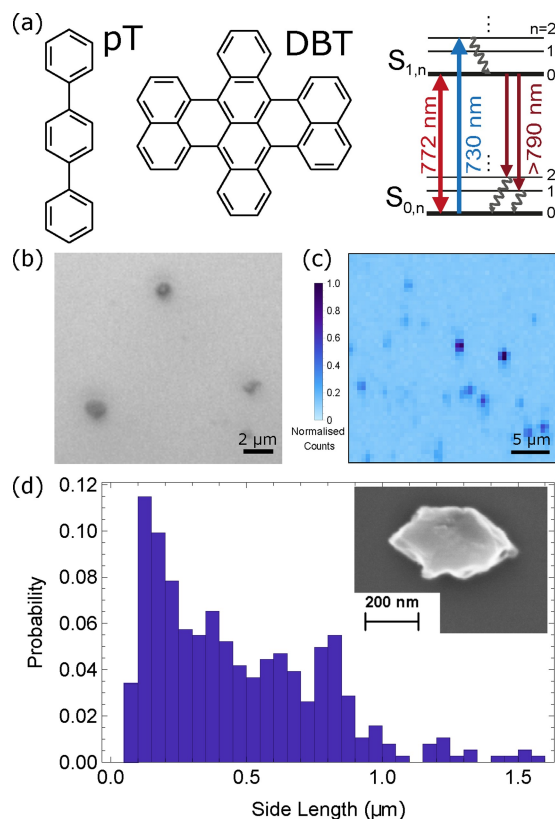 (a) pT DBT
n=2
1
0
S1,n
772 nm
730 nm
>790 nm
2
1
0
S0,n
(b)
2 μm
(c)
1.0
0.8
0.6
0.4
0.2
0
Normalised
Counts
5 μm
(d)
0.12
0.10
0.08
0.06
0.04
0.02
0.00
Probability
200 nm
0.0 0.5 1.0 1.5
Side Length (μm)